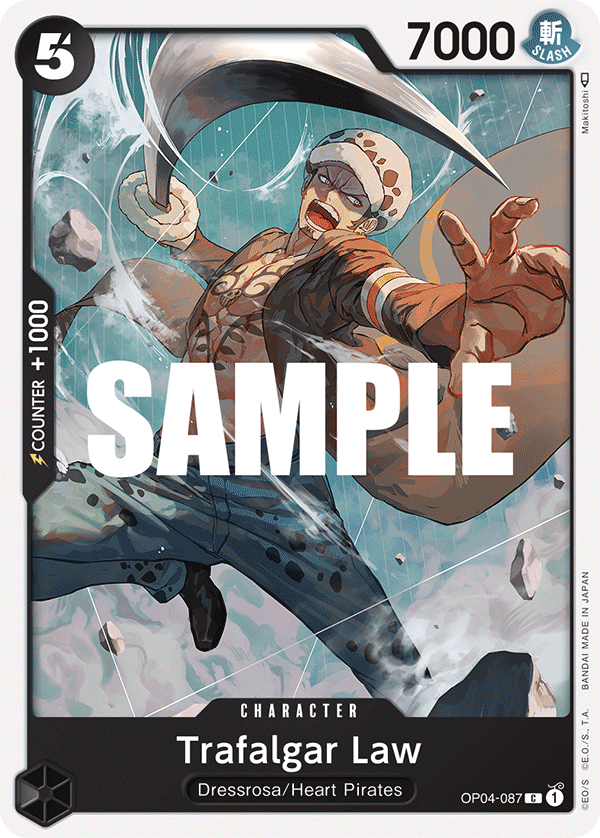 5
7000
斬
SLASH
Makitoshi
COUNTER +1000
SAMPLE
BANDAI MADE IN JAPAN
©E.O./S., T.A.
©EO/S
CHARACTER
Trafalgar Law
Dressrosa/Heart Pirates
OP04-087 C 1